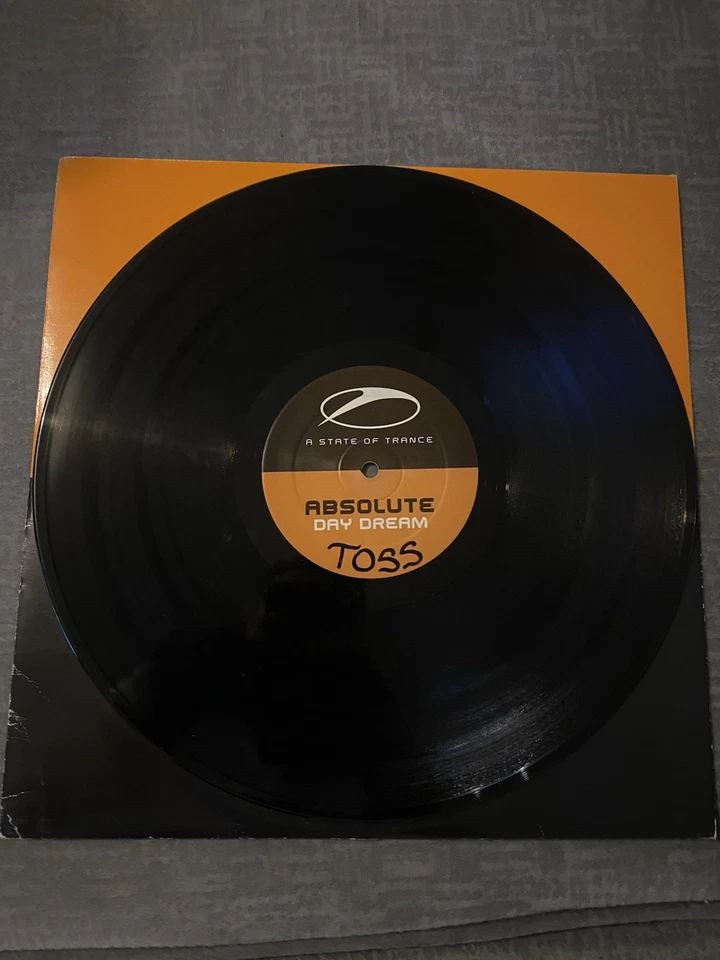 A STATE OF TRANCE
ABSOLUTE
DAY DREAM
TOSS